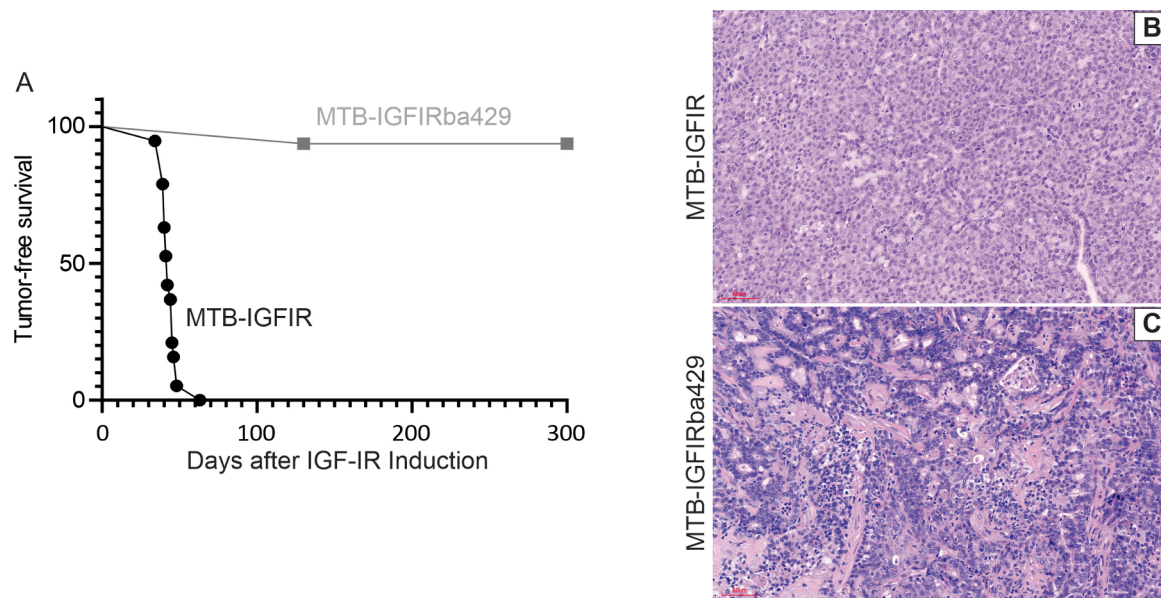 A
100
50
0
0
100
200
300
Tumor-free survival
Days after IGF-IR Induction
MTB-IGFIRba429
MTB-IGFIR
MTB-IGFIR
B
MTB-IGFIRba429
C